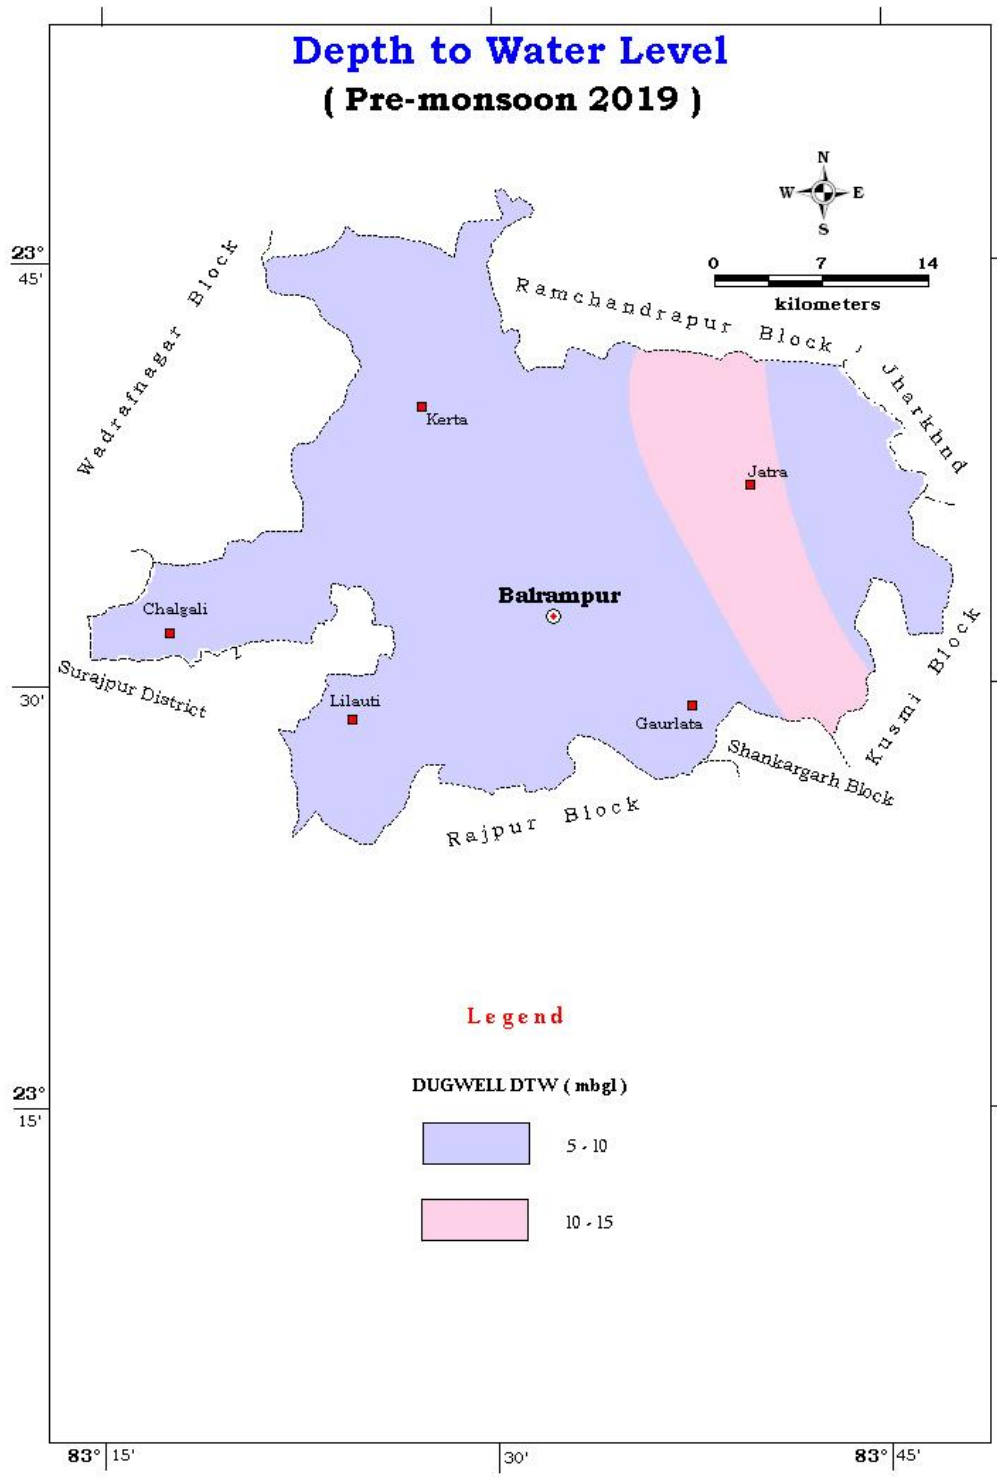 Depth to Water Level
( Pre-monsoon 2019 )
N
W E
S
23°
45'
0 7 14
kilometers
Wadrafnagar Block
Ramchandrapur Block
Jharkhnd
Kerta
Jatra
Balrampur
Chalgali
Surajpur District
30'
Lilauti
Gaurlata
Kusmi Block
Shankargarh Block
Rajpur Block
Legend
23°
15'
DUGWELL DTW ( mbgl )
5 - 10
10 - 15
83° 15' 30' 83° 45'